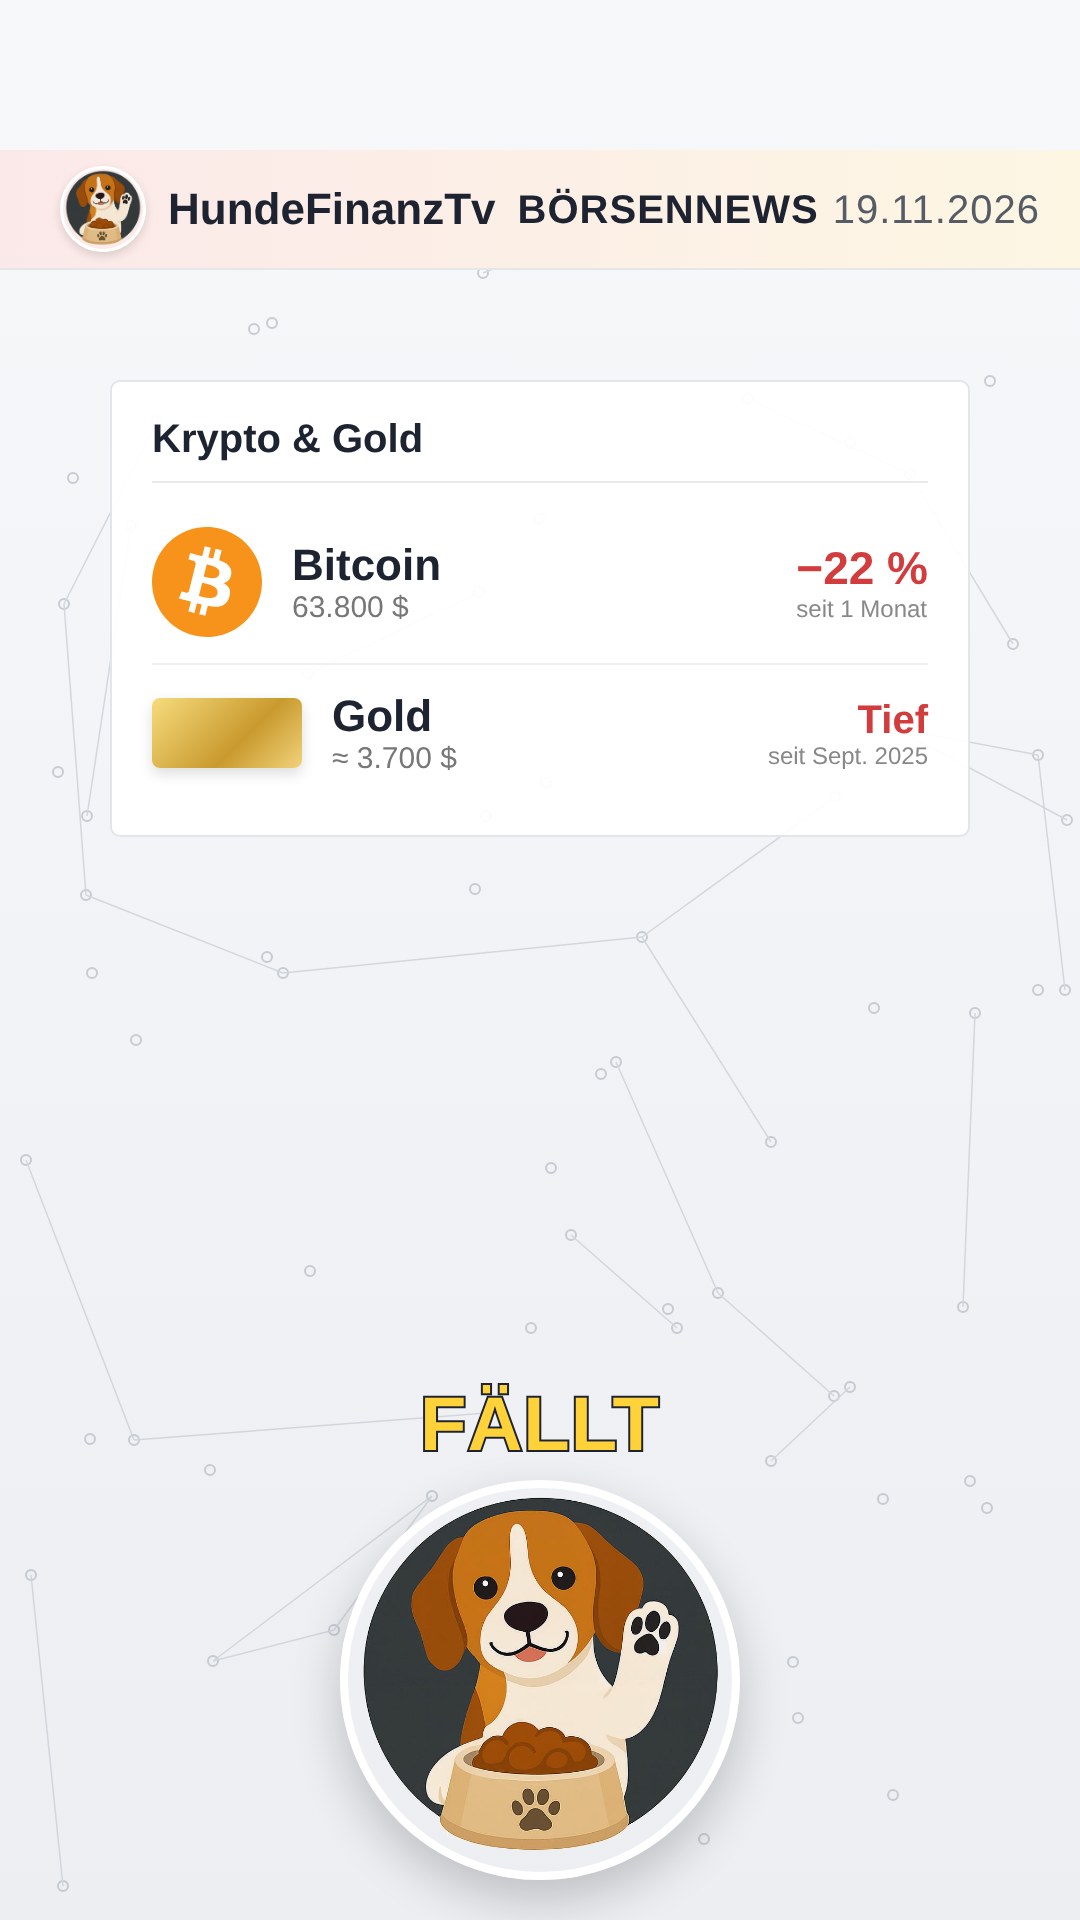 HundeFinanzTv BÖRSENNEWS 19.11.2026
Krypto & Gold
Bitcoin
63.800 $
−22 %
seit 1 Monat
Gold
≈ 3.700 $
Tief
seit Sept. 2025
FÄLLT